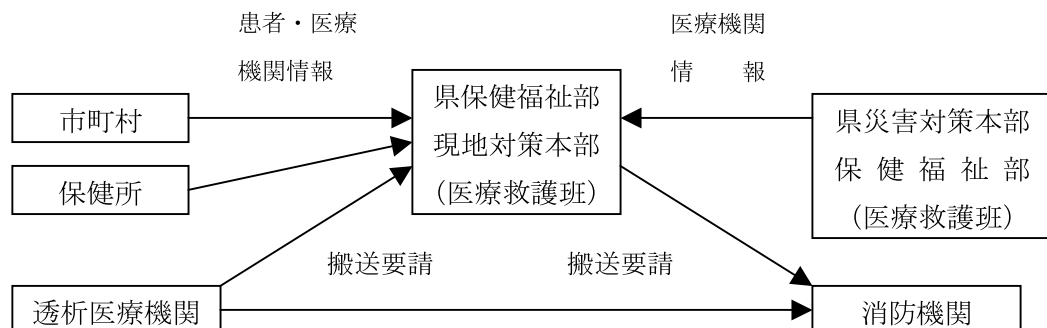 患者・医療
機関情報
医療機関
情　報
市町村
保健所
県保健福祉部
現地対策本部
（医療救護班）
県災害対策本部
保健福祉部
（医療救護班）
搬送要請
搬送要請
透析医療機関
消防機関